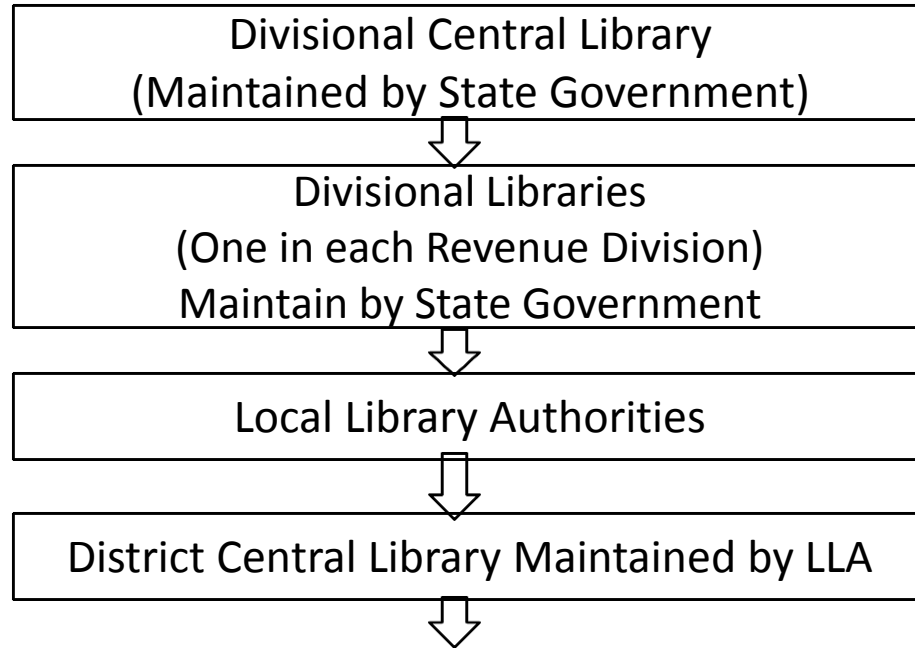 Divisional Central Library
(Maintained by State Government)
Divisional Libraries
(One in each Revenue Division)
Maintain by State Government
Local Library Authorities
District Central Library Maintained by LLA